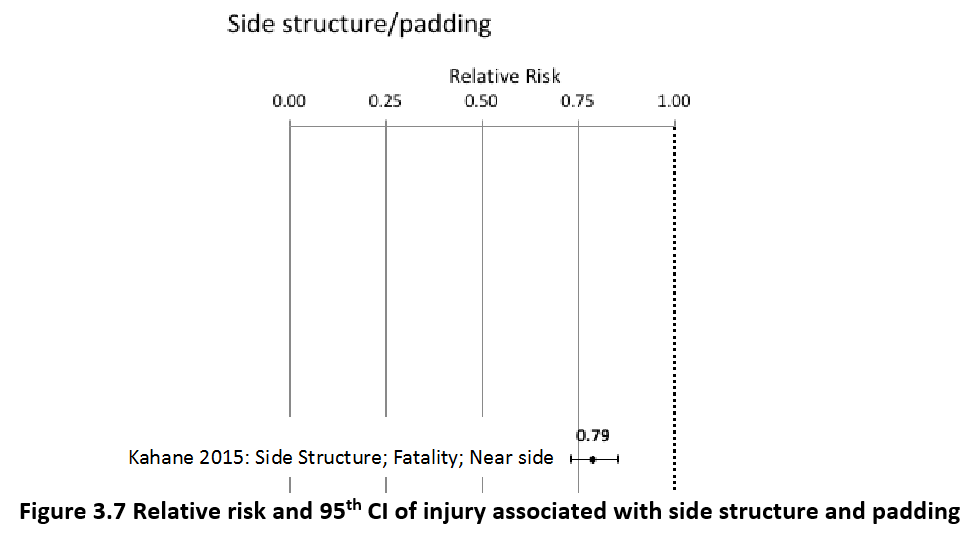 Side structure/padding
Relative Risk
0.00 0.25 0.50 0.75 1.00
0.79
Kahane 2015: Side Structure; Fatality; Near side
Figure 3.7 Relative risk and 95th CI of injury associated with side structure and padding